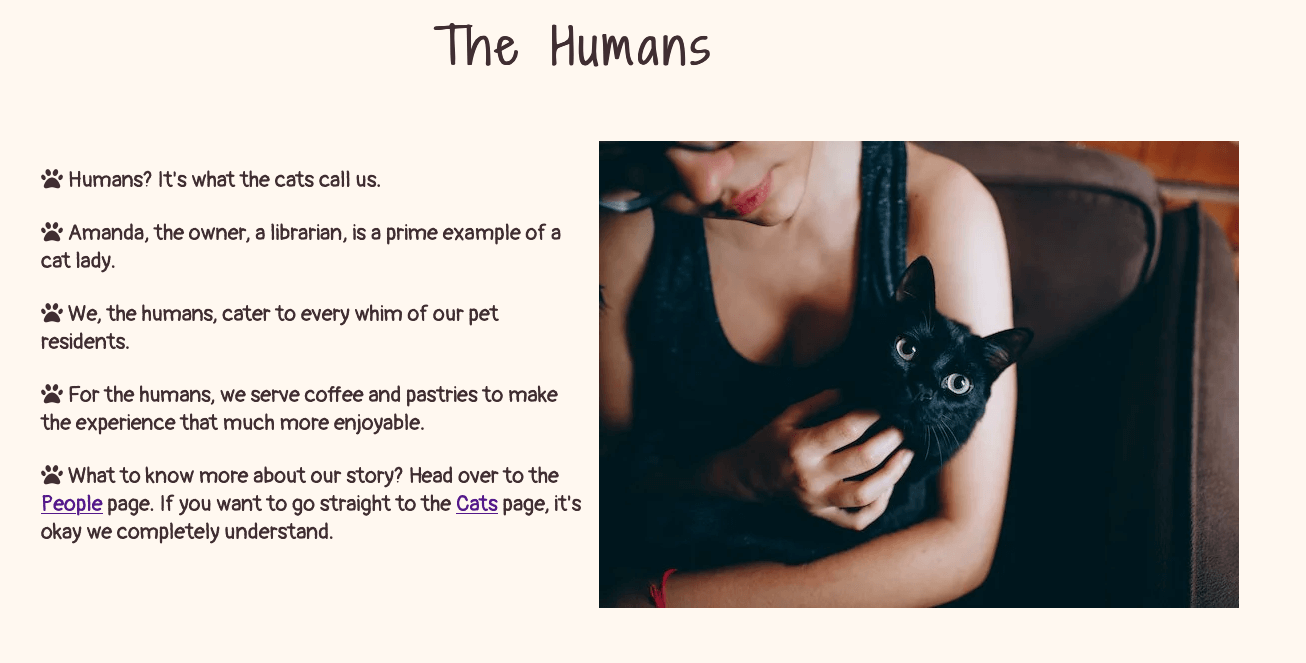 The Humans
Humans? It's what the cats call us.
Amanda, the owner, a librarian, is a prime example of a
cat lady.
We, the humans, cater to every whim of our pet
residents.
For the humans, we serve coffee and pastries to make
the experience that much more enjoyable.
What to know more about our story? Head over to the
People page. If you want to go straight to the Cats page, it's
okay we completely understand.